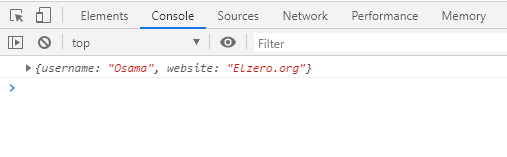 Elements Console Sources Network Performance Memory
top Filter
{username: "Osama", website: "Elzero.org"}